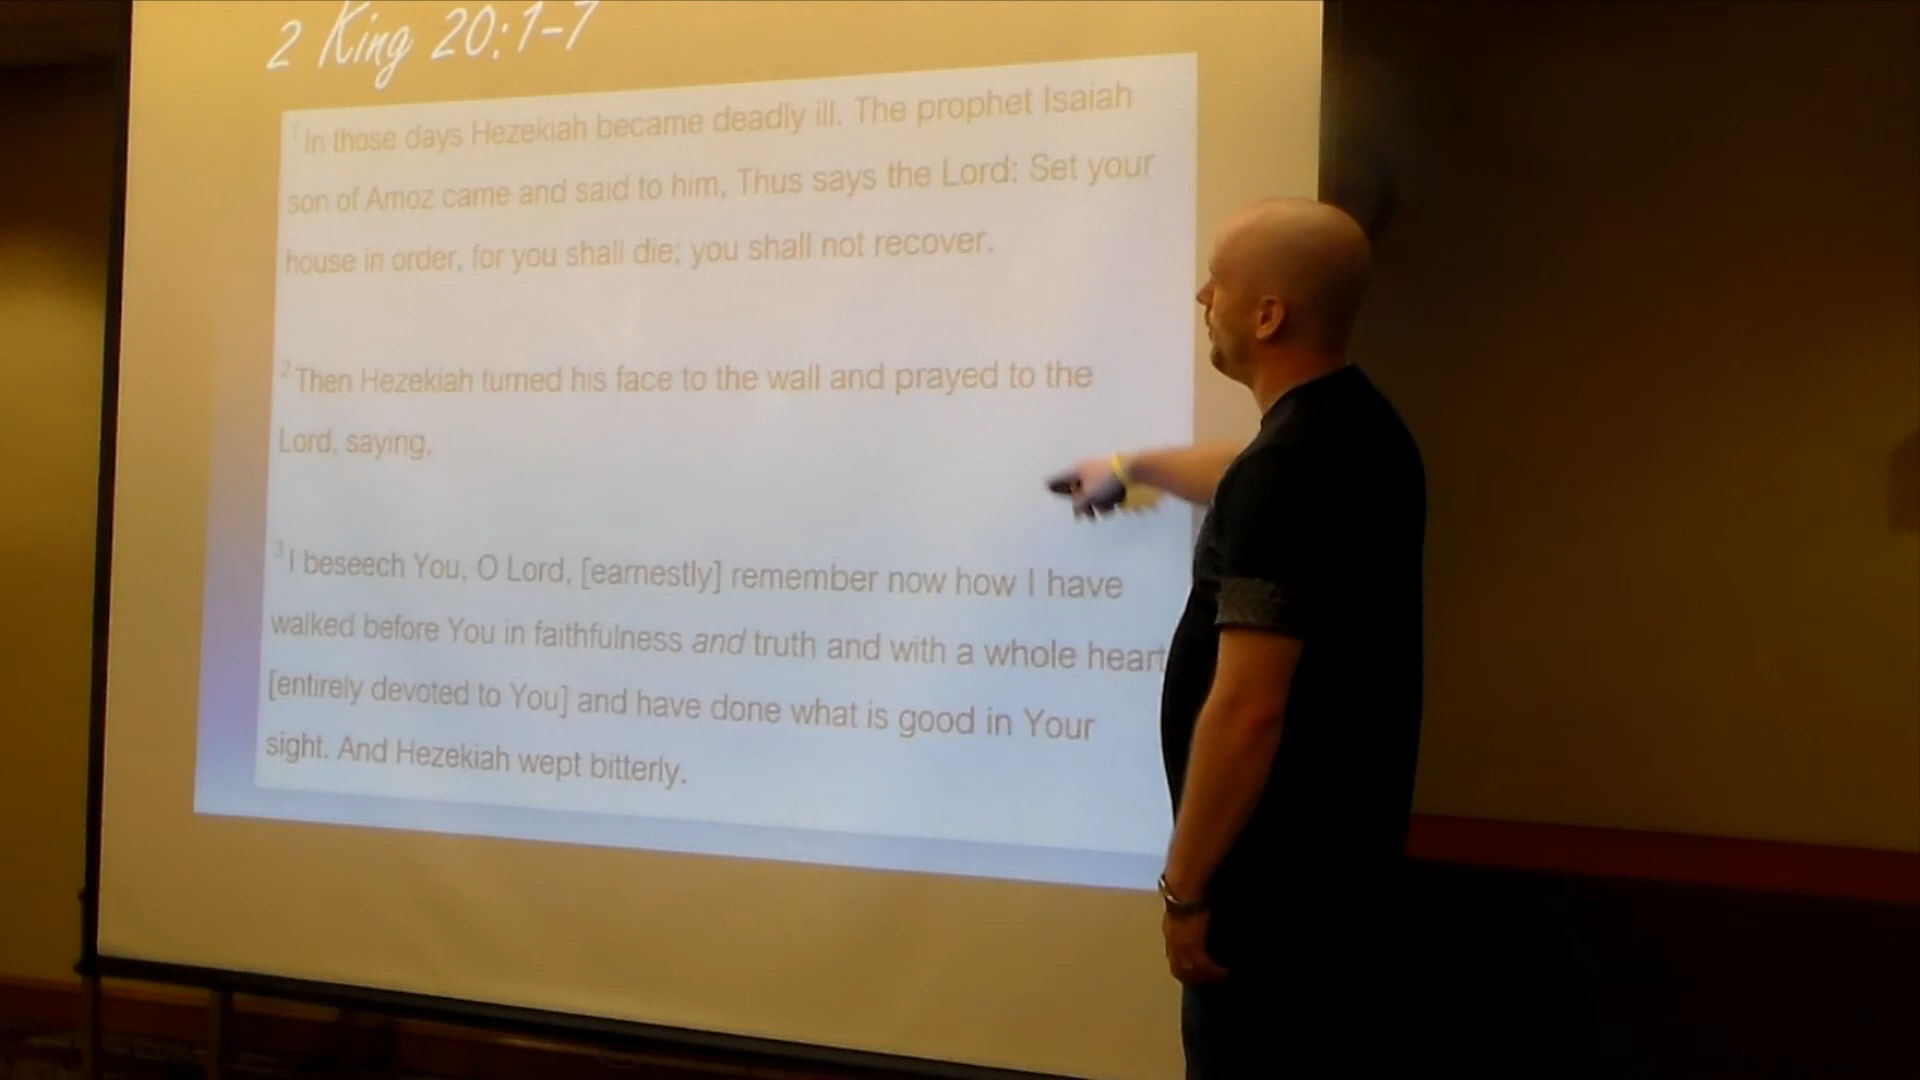 2 King 20:1-7
1 In those days Hezekiah became deadly ill. The prophet Isaiah
son of Amoz came and said to him, Thus says the Lord: Set your
house in order, for you shall die; you shall not recover.
2 Then Hezekiah turned his face to the wall and prayed to the
Lord, saying,
3 I beseech You, O Lord, [earnestly] remember now how I have
walked before You in faithfulness and truth and with a whole heart
[entirely devoted to You] and have done what is good in Your
sight. And Hezekiah wept bitterly.